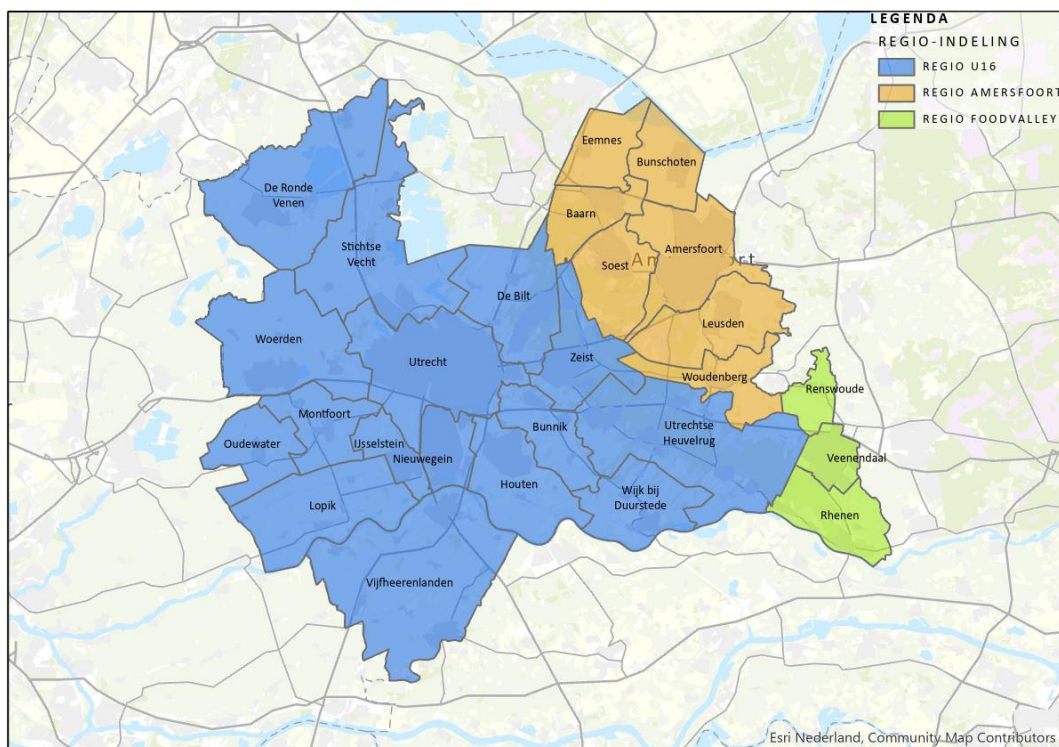 LEGENDA
REGIO-INDELING
REGIO U16
REGIO AMERSFOORT
REGIO FOODVALLEY
Eemnes
Bunschoten
De Ronde
Venen
Baarn
Stichtse
Vecht
Amersfoort
Soest
De Bilt
Leusden
Woerden
Utrecht
Zeist
Woudenberg
Renswoude
Montfoort
Utrechtse
Heuvelrug
Bunnik
Oudewater
IJsselstein
Nieuwegein
Veenendaal
Houten
Wijk bij
Duurstede
Lopik
Rhenen
Vijfheerenlanden
Esri Nederland, Community Map Contributors